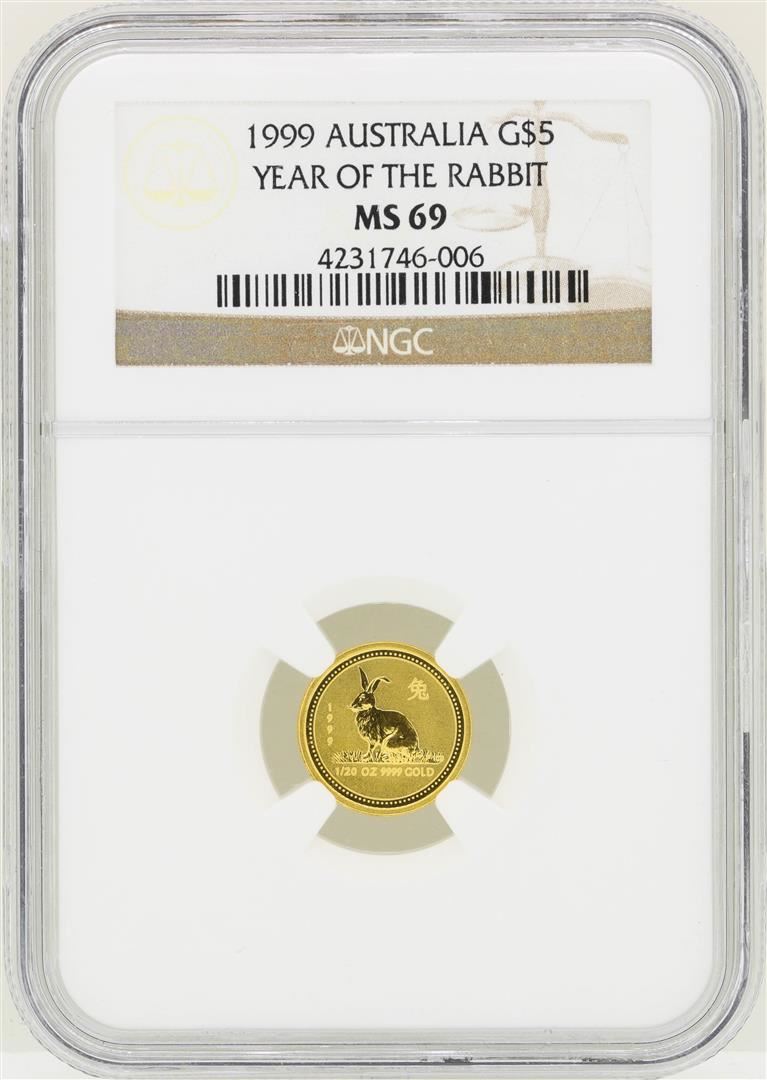 1999 AUSTRALIA G$5
YEAR OF THE RABBIT
MS 69
4231746-006
NGC
兔
1999
1/20 OZ 9999 GOLD